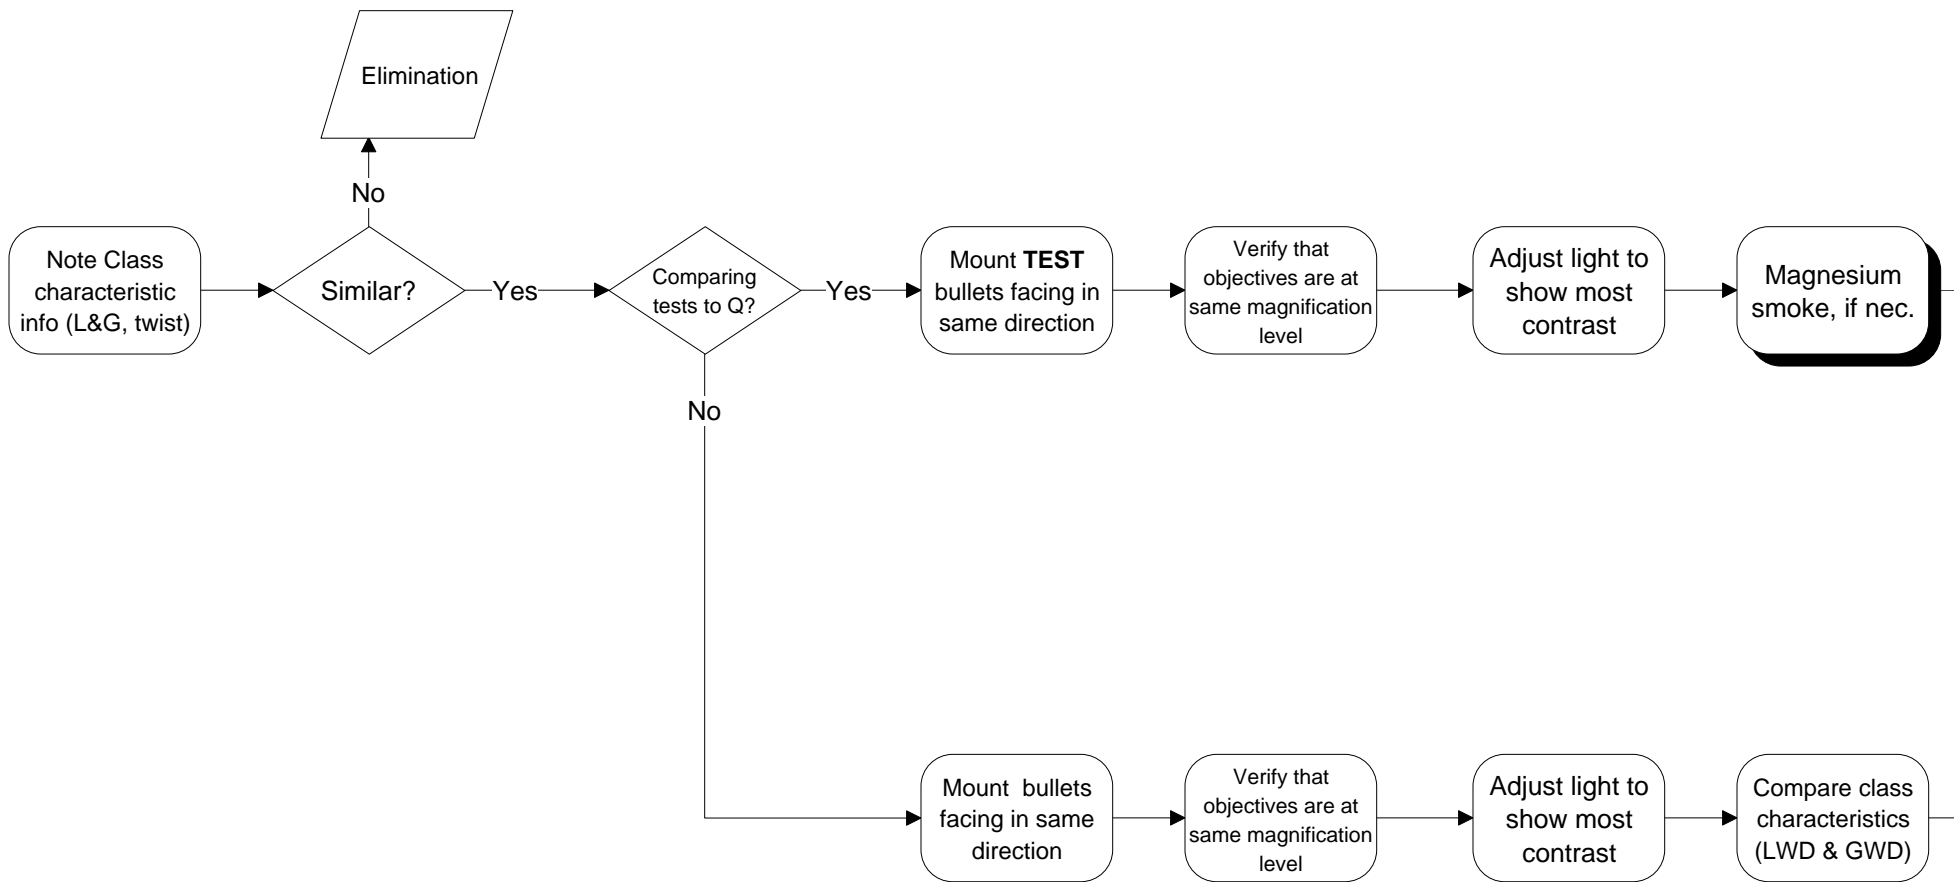 Elimination
No
Note Class
characteristic
info (L&G, twist)
Similar?
Yes
Comparing
tests to Q?
Yes
Mount TEST
bullets facing in
same direction
Verify that
objectives are at
same magnification
level
Adjust light to
show most
contrast
Magnesium
smoke, if nec.
No
Mount bullets
facing in same
direction
Verify that
objectives are at
same magnification
level
Adjust light to
show most
contrast
Compare class
characteristics
(LWD & GWD)